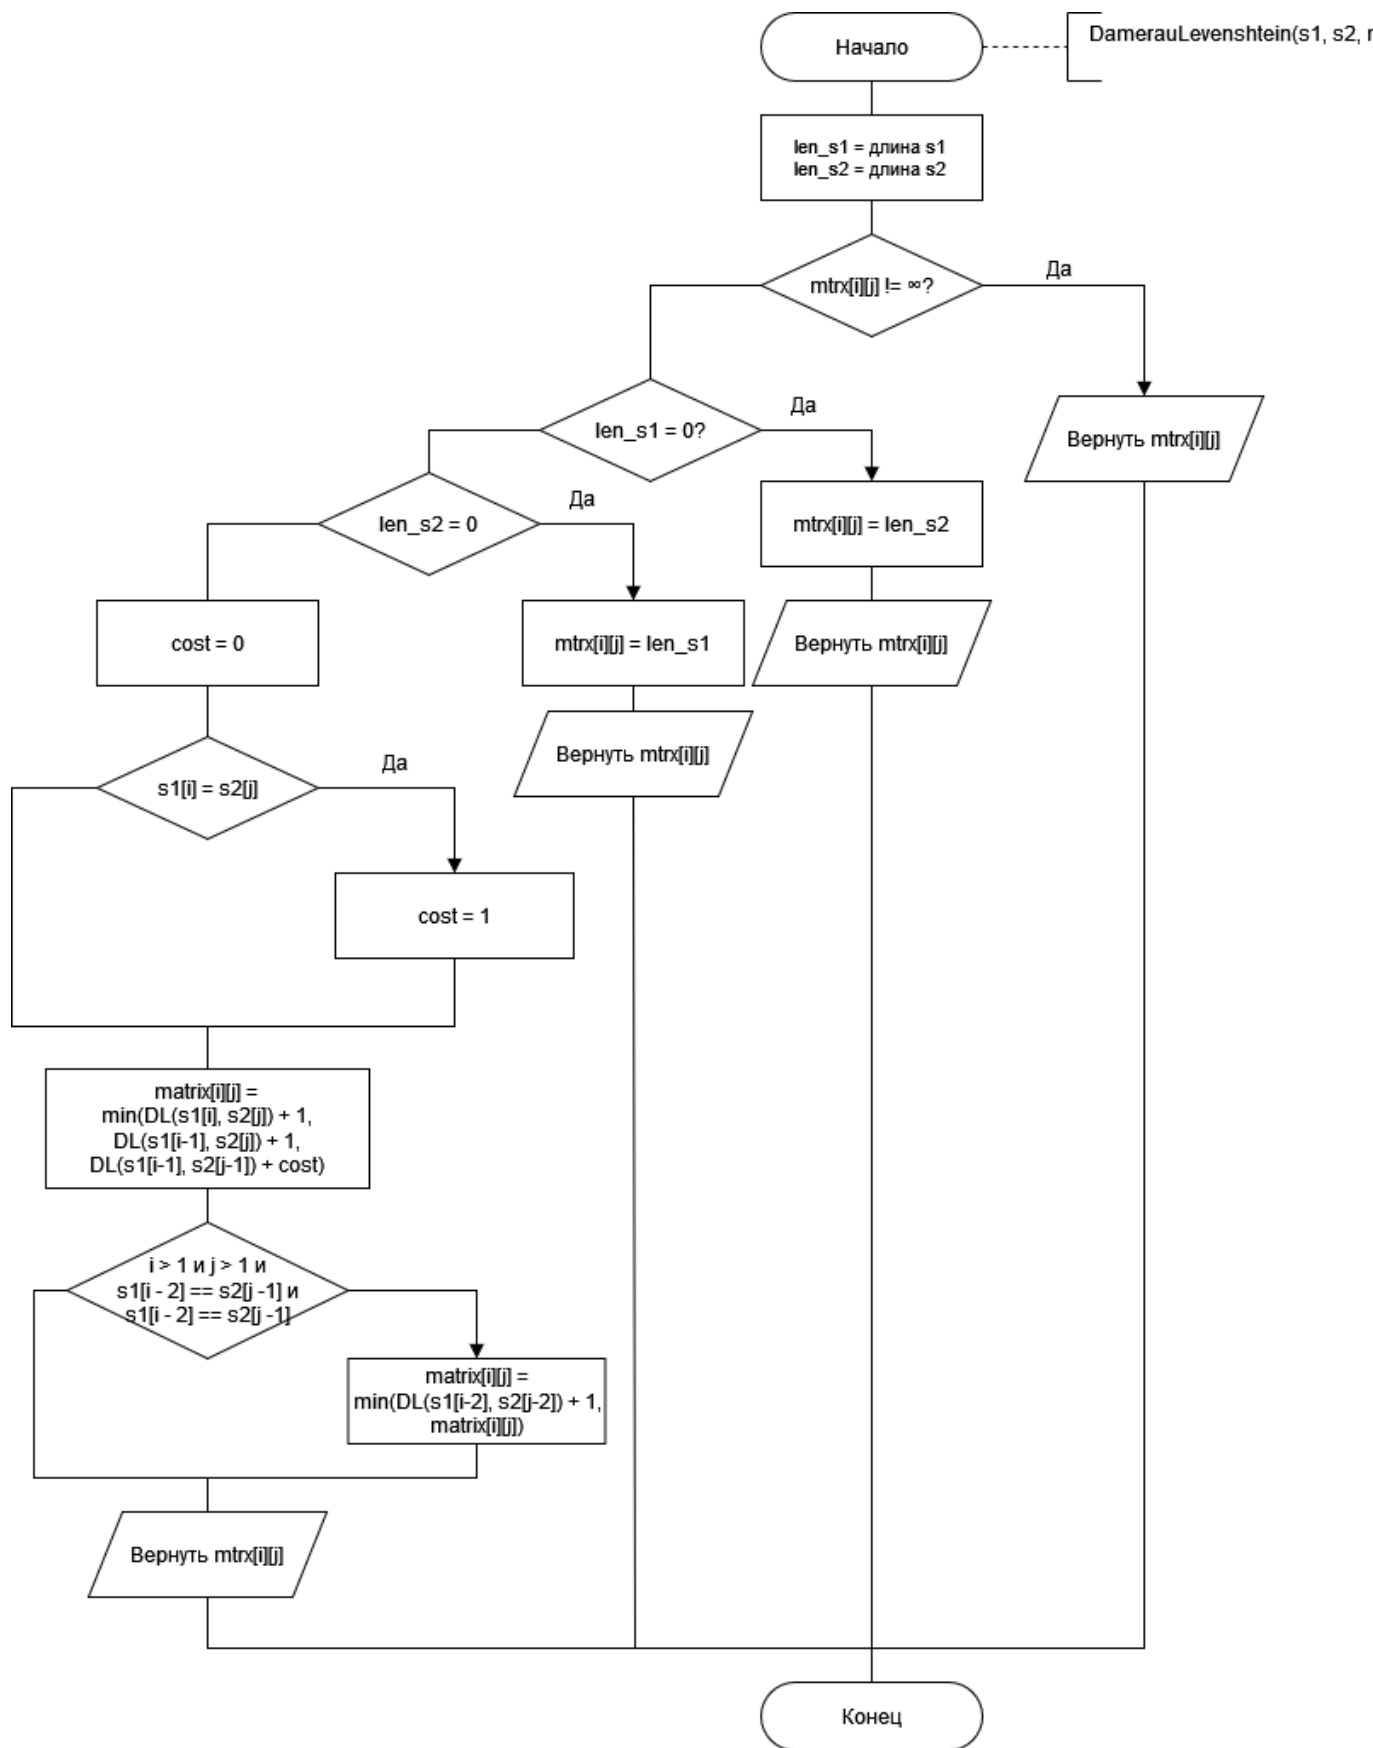 Начало
DamerauLevenshtein(s1, s2,
len_s1 = длина s1
len_s2 = длина s2
mtrx[i][j] != ∞?
Да
len_s1 = 0?
Да
Вернуть mtrx[i][j]
len_s2 = 0
Да
mtrx[i][j] = len_s2
cost = 0
mtrx[i][j] = len_s1
Вернуть mtrx[i][j]
Вернуть mtrx[i][j]
s1[i] = s2[j]
Да
cost = 1
matrix[i][j] =
min(DL(s1[i], s2[j]) + 1,
DL(s1[i-1], s2[j]) + 1,
DL(s1[i-1], s2[j-1]) + cost)
i > 1 и j > 1 и
s1[i - 2] == s2[j -1] и
s1[i - 2] == s2[j -1]
matrix[i][j] =
min(DL(s1[i-2], s2[j-2]) + 1,
matrix[i][j])
Вернуть mtrx[i][j]
Конец